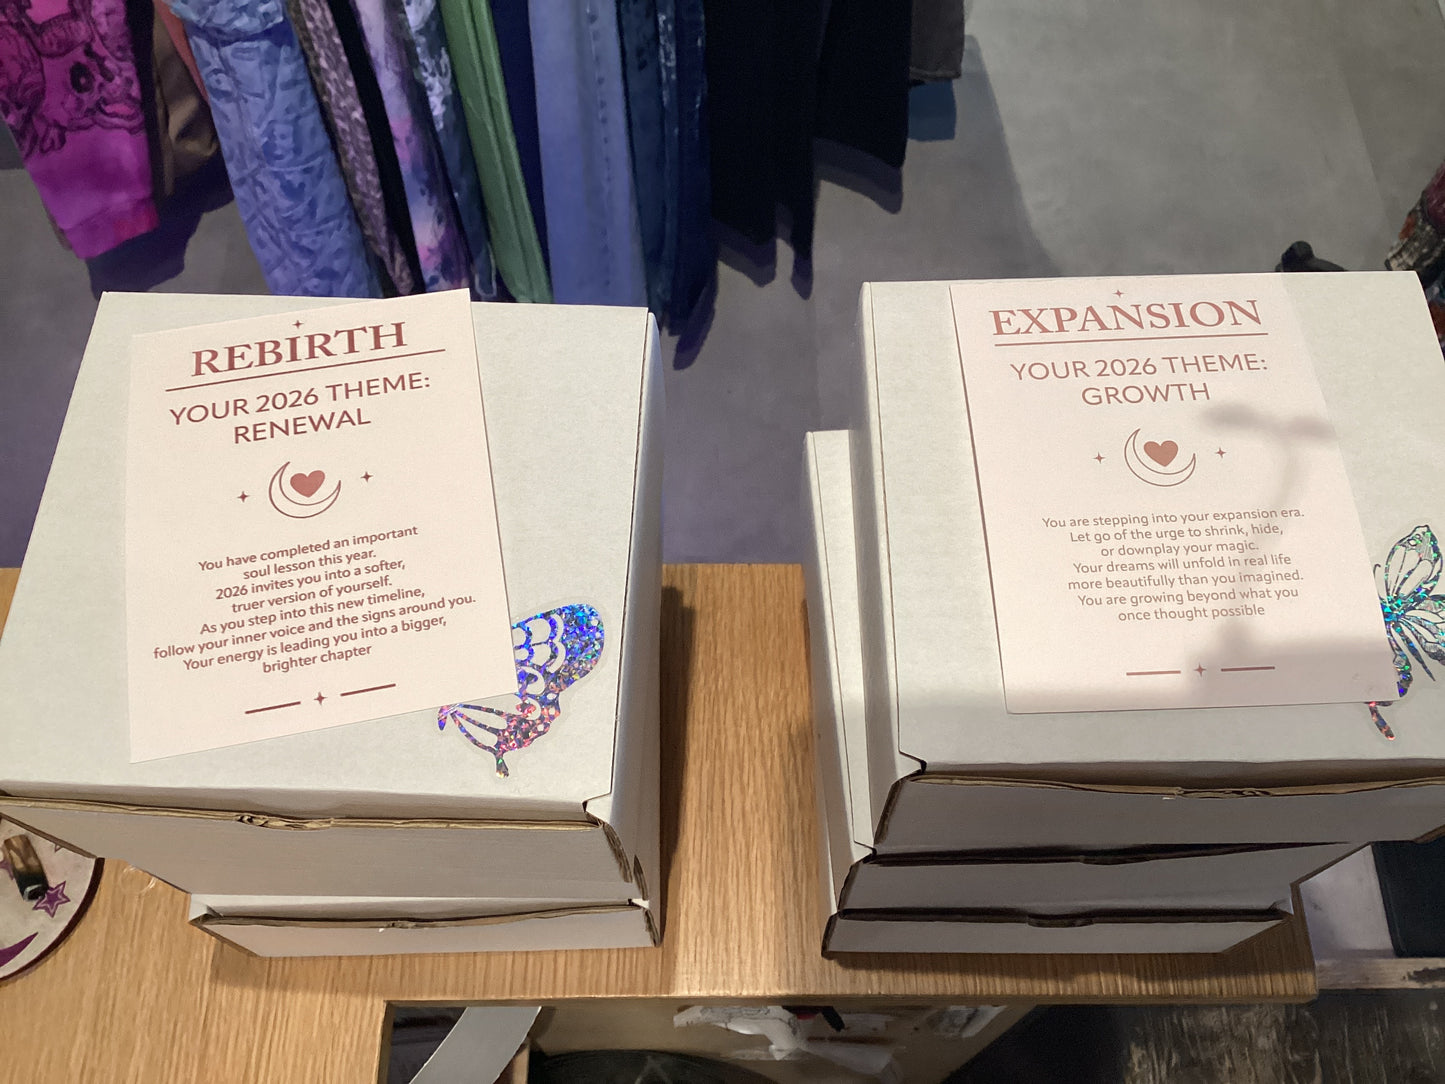 REBIRTH
YOUR 2026 THEME:
RENEWAL
You have completed an important
soul lesson this year.
2026 invites you into a softer,
truer version of yourself.
As you step into this new timeline,
follow your inner voice and the signs around you.
Your energy is leading you into a bigger,
brighter chapter
EXPANSION
YOUR 2026 THEME:
GROWTH
You are stepping into your expansion era.
Let go of the urge to shrink, hide,
or downplay your magic.
Your dreams will unfold in real life
more beautifully than you imagined.
You are growing beyond what you
once thought possible